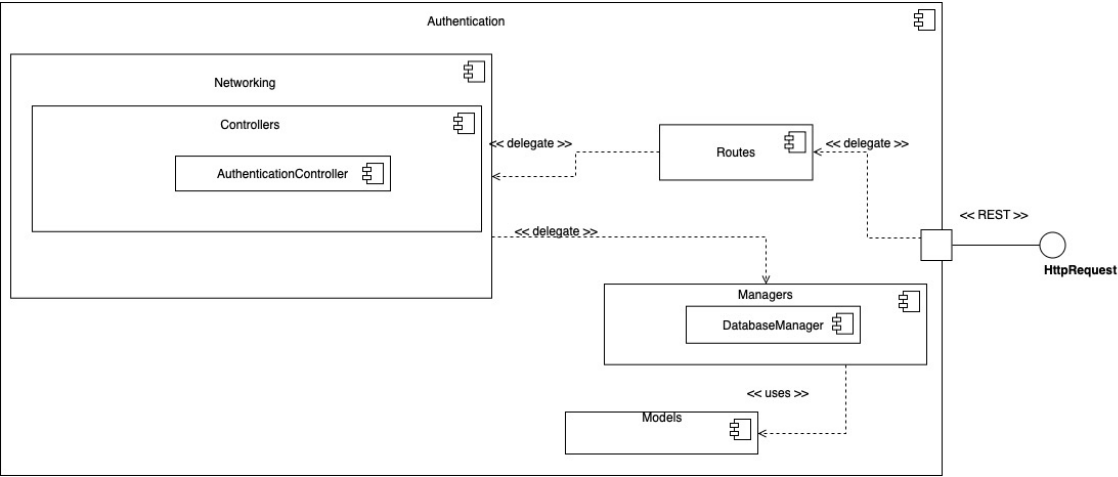 Authentication
Networking
Controllers
AuthenticationController
<< delegate >>
Routes
<< delegate >>
<< REST >>
HttpRequest
<< delegate >>
Managers
DatabaseManager
<< uses >>
Models